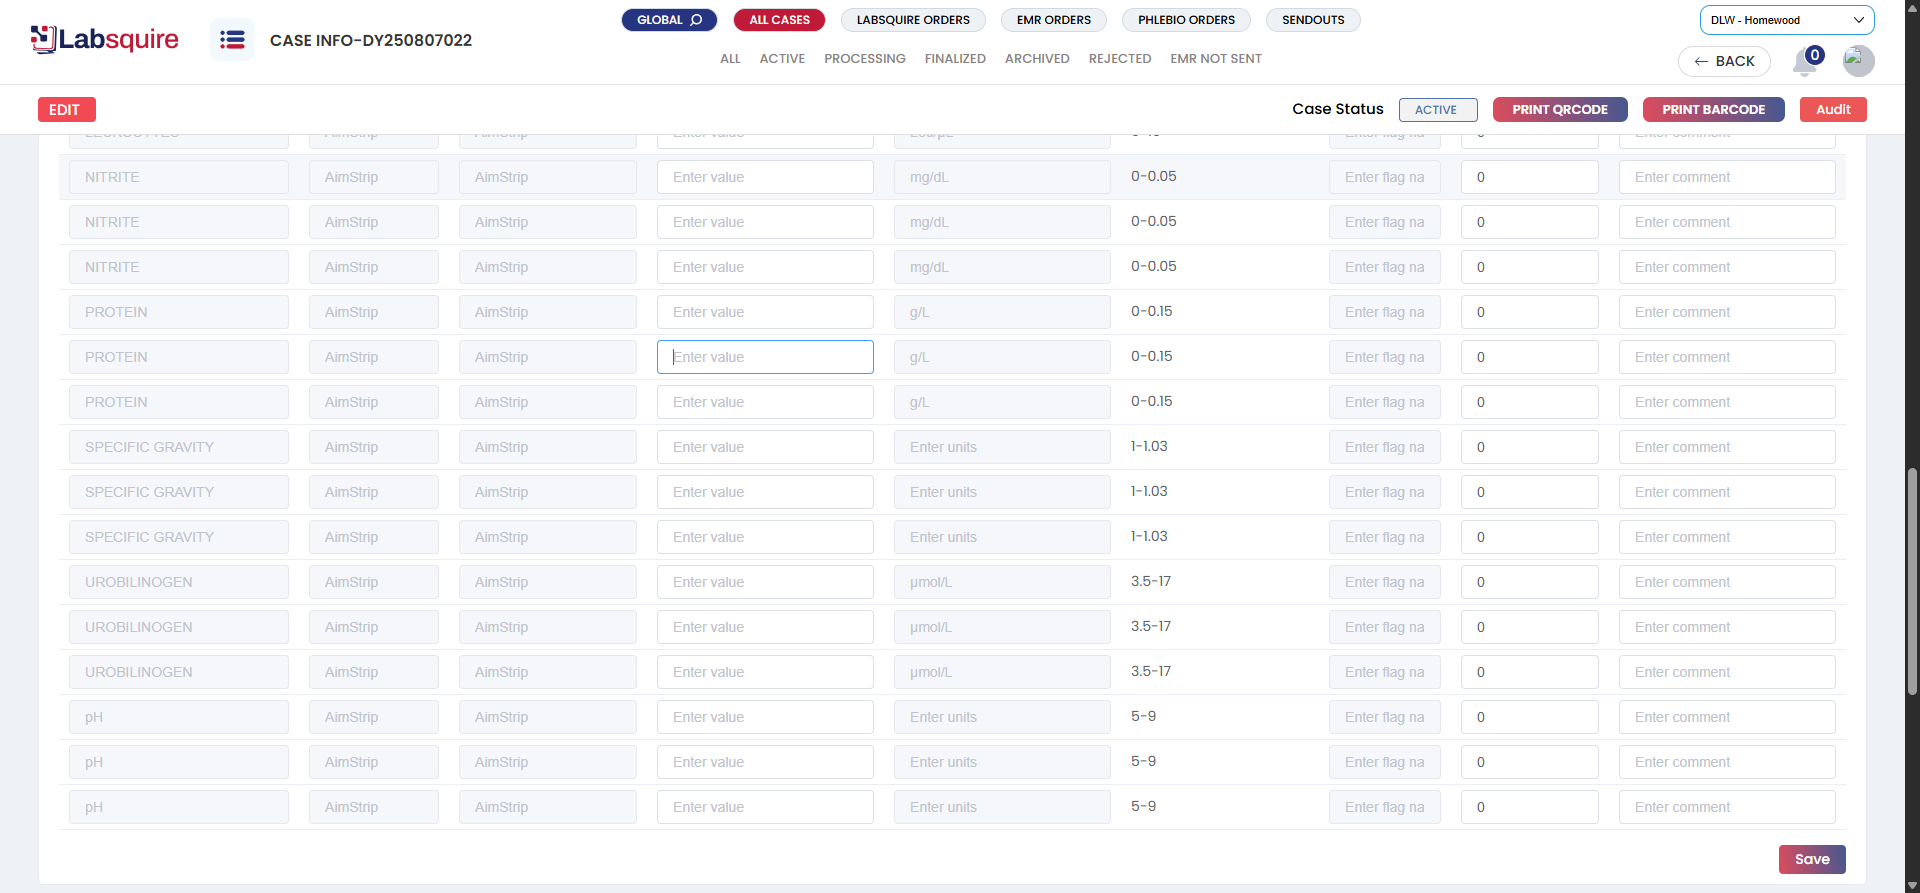 Labsquire
CASE INFO-DY250807022
GLOBAL ALL CASES LABSQUIRE ORDERS EMR ORDERS PHLEBIO ORDERS SENDOUTS
ALL ACTIVE PROCESSING FINALIZED ARCHIVED REJECTED EMR NOT SENT
DLW - Homewood
BACK 0
EDIT Case Status ACTIVE PRINT QRCODE PRINT BARCODE Audit
NITRITE AimStrip AimStrip Enter value mg/dL 0-0.05 Enter flag na 0 Enter comment
NITRITE AimStrip AimStrip Enter value mg/dL 0-0.05 Enter flag na 0 Enter comment
NITRITE AimStrip AimStrip Enter value mg/dL 0-0.05 Enter flag na 0 Enter comment
PROTEIN AimStrip AimStrip Enter value g/L 0-0.15 Enter flag na 0 Enter comment
PROTEIN AimStrip AimStrip Enter value g/L 0-0.15 Enter flag na 0 Enter comment
PROTEIN AimStrip AimStrip Enter value g/L 0-0.15 Enter flag na 0 Enter comment
SPECIFIC GRAVITY AimStrip AimStrip Enter value Enter units 1-1.03 Enter flag na 0 Enter comment
SPECIFIC GRAVITY AimStrip AimStrip Enter value Enter units 1-1.03 Enter flag na 0 Enter comment
SPECIFIC GRAVITY AimStrip AimStrip Enter value Enter units 1-1.03 Enter flag na 0 Enter comment
UROBILINOGEN AimStrip AimStrip Enter value µmol/L 3.5-17 Enter flag na 0 Enter comment
UROBILINOGEN AimStrip AimStrip Enter value µmol/L 3.5-17 Enter flag na 0 Enter comment
UROBILINOGEN AimStrip AimStrip Enter value µmol/L 3.5-17 Enter flag na 0 Enter comment
pH AimStrip AimStrip Enter value Enter units 5-9 Enter flag na 0 Enter comment
pH AimStrip AimStrip Enter value Enter units 5-9 Enter flag na 0 Enter comment
pH AimStrip AimStrip Enter value Enter units 5-9 Enter flag na 0 Enter comment
Save